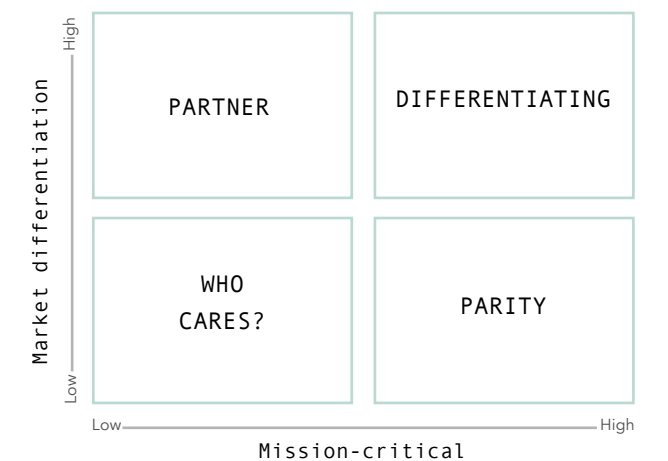 High
PARTNER
DIFFERENTIATING
Market differentiation
WHO
CARES?
PARITY
Low
Low
High
Mission-critical